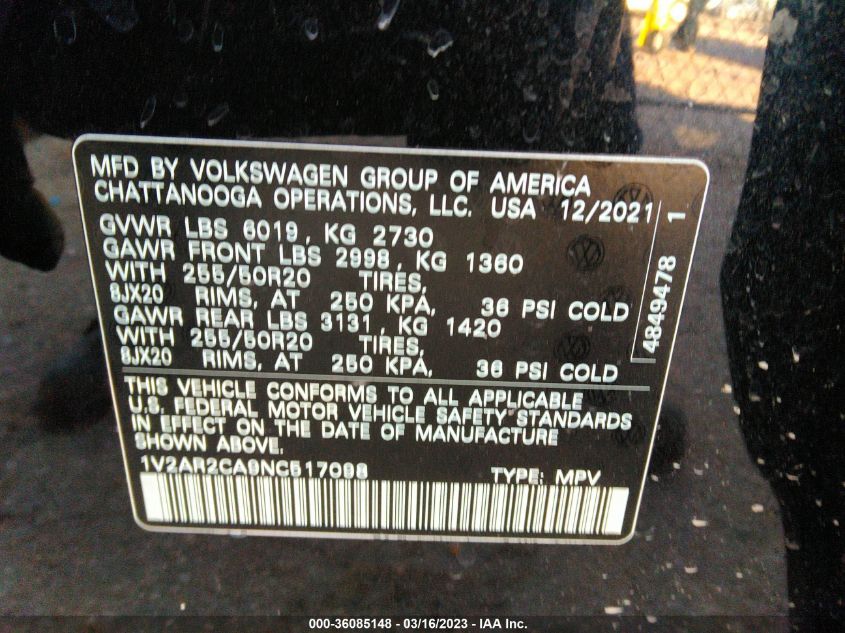 MFD BY VOLKSWAGEN GROUP OF AMERICA
CHATTANOOGA OPERATIONS, LLC. USA 12/2021
GVWR LBS 6019, KG 2730
GAWR FRONT LBS 2998, KG 1360
WITH 255/50R20 TIRES,
8JX20 RIMS, AT 250 KPA, 36 PSI COLD
GAWR REAR LBS 3131, KG 1420
WITH 255/50R20 TIRES,
8JX20 RIMS, AT 250 KPA, 36 PSI COLD
4849478 1
THIS VEHICLE CONFORMS TO ALL APPLICABLE
U.S. FEDERAL MOTOR VEHICLE SAFETY STANDARDS
IN EFFECT ON THE DATE OF MANUFACTURE
SHOWN ABOVE.
1V2AR2CA9NC517098 TYPE: MPV
000-36085148 - 03/16/2023 - IAA Inc.